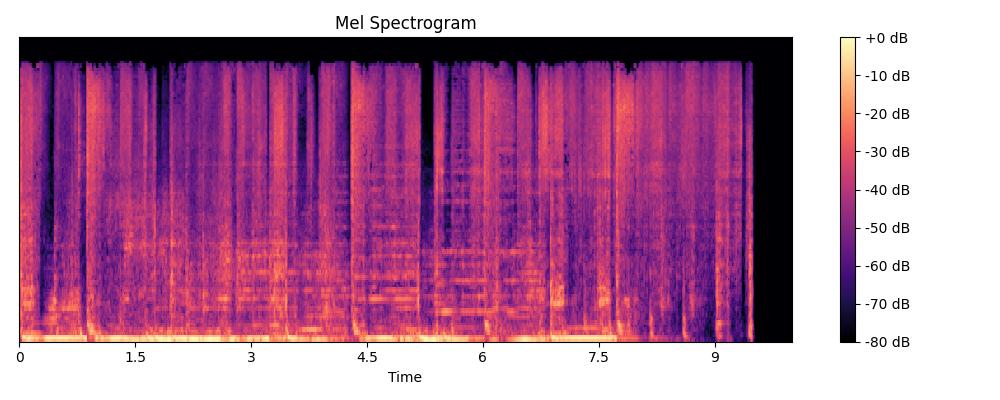 Mel Spectrogram
+0 dB
-10 dB
-20 dB
-30 dB
-40 dB
-50 dB
-60 dB
-70 dB
-80 dB
0 1.5 3 4.5 6 7.5 9
Time